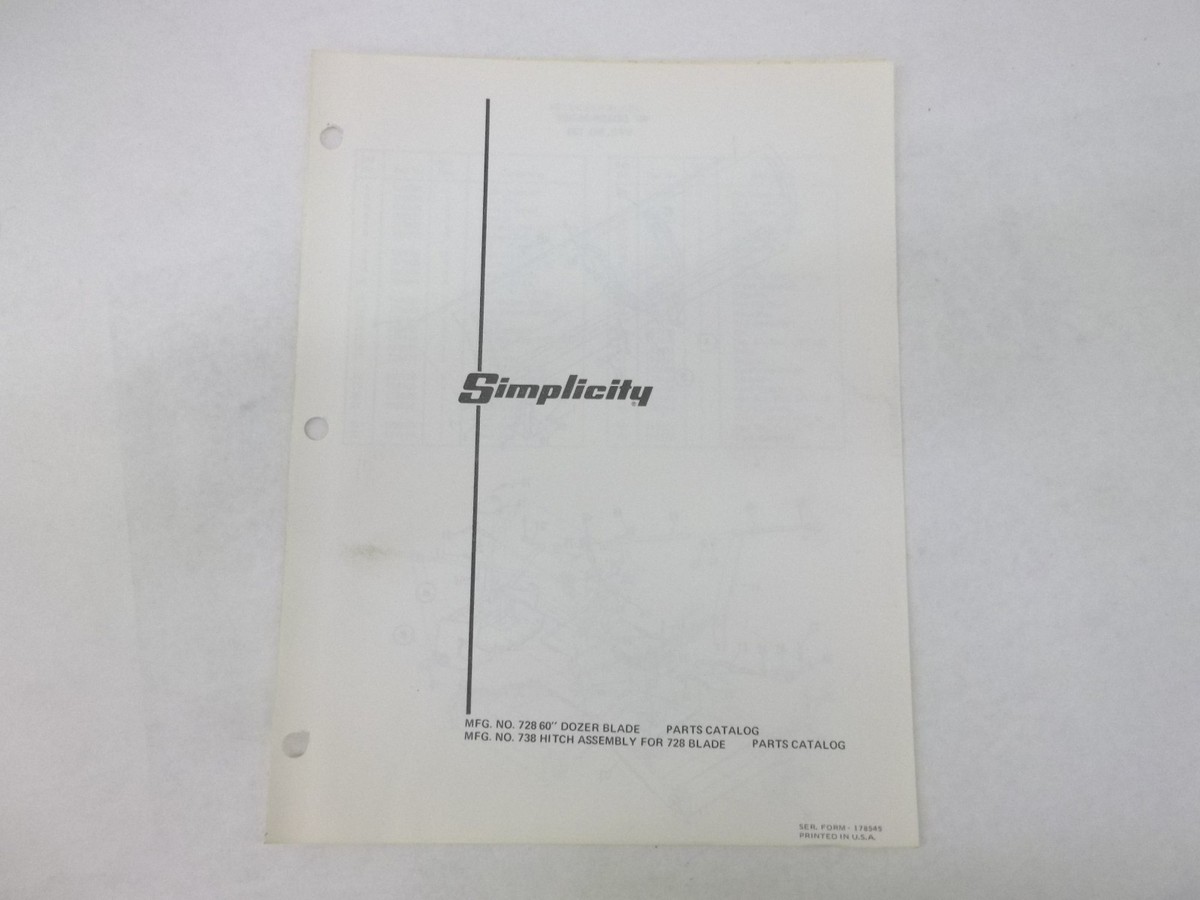 Simplicity®
MFG. NO. 728 60" DOZER BLADE PARTS CATALOG
MFG. NO. 738 HITCH ASSEMBLY FOR 728 BLADE PARTS CATALOG
SER. FORM - 178545
PRINTED IN U.S.A.